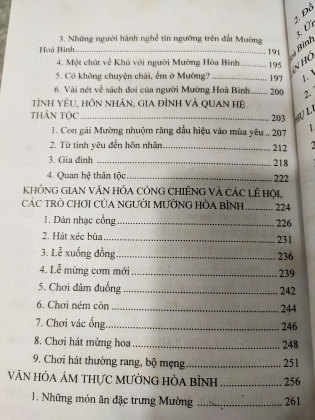 3. Những người hành nghề tín ngưỡng trên đất Mường
Hoà Bình ........ 191
4. Một chút về Khú với người Mường Hòa Bình ........ 195
5. Có không chuyện chài, ếm ở Mường? ........ 197
6. Vài nét về sách đoi của người Mường Hoà Bình ........ 200
TÌNH YÊU, HÔN NHÂN, GIA ĐÌNH VÀ QUAN HỆ
THÂN TỘC ........ 203
1. Con gái Mường nhuộm răng dấu hiệu vào mùa yêu .. 207
2. Từ tình yêu đến hôn nhân ........ 212
3. Gia đình ........ 218
4. Quan hệ thân tộc ........ 222
KHÔNG GIAN VĂN HÓA CỒNG CHIÊNG VÀ CÁC LỄ HỘI,
CÁC TRÒ CHƠI CỦA NGƯỜI MƯỜNG HÒA BÌNH ........ 224
1. Dàn nhạc cồng ........ 226
2. Hát xéc bùa ........ 231
3. Lễ xuống đồng ........ 236
4. Lễ mừng cơm mới ........ 239
5. Chơi đâm đuống ........ 242
6. Chơi ném còn ........ 244
7. Chơi vác ống ........ 246
8. Chơi hát mừng hoa ........ 248
9. Chơi hát thường rang, bộ mẹng ........ 251
VĂN HÓA ẨM THỰC MƯỜNG HÒA BÌNH ........ 256
1. Những món ăn đặc trưng Mường ........ 261